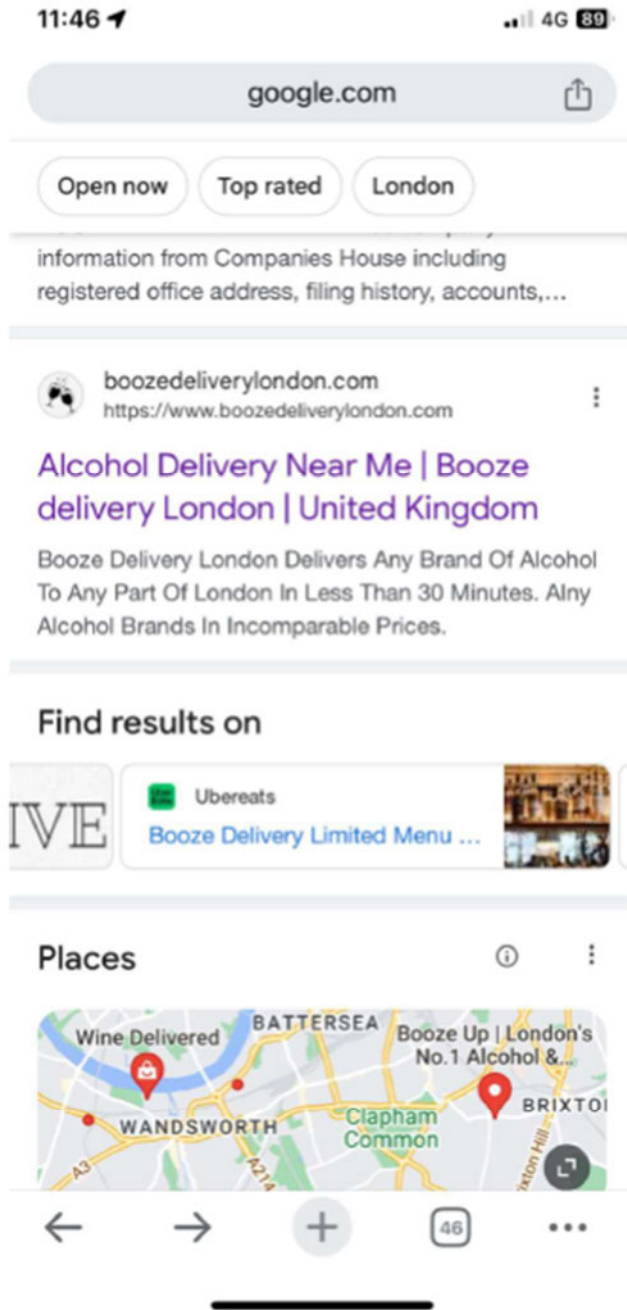 11:46
4G 89
google.com
Open now Top rated London
information from Companies House including
registered office address, filing history, accounts,...
boozedeliverylondon.com
https://www.boozedeliverylondon.com
Alcohol Delivery Near Me | Booze
delivery London | United Kingdom
Booze Delivery London Delivers Any Brand Of Alcohol
To Any Part Of London In Less Than 30 Minutes. Alny
Alcohol Brands In Incomparable Prices.
Find results on
IVE
Ubereats
Booze Delivery Limited Menu ...
Places
BATTERSEA
Wine Delivered
Booze Up | London's
No.1 Alcohol &...
BRIXTO
WANDSWORTH
Clapham
Common
A3
A214
ixton Hill
46